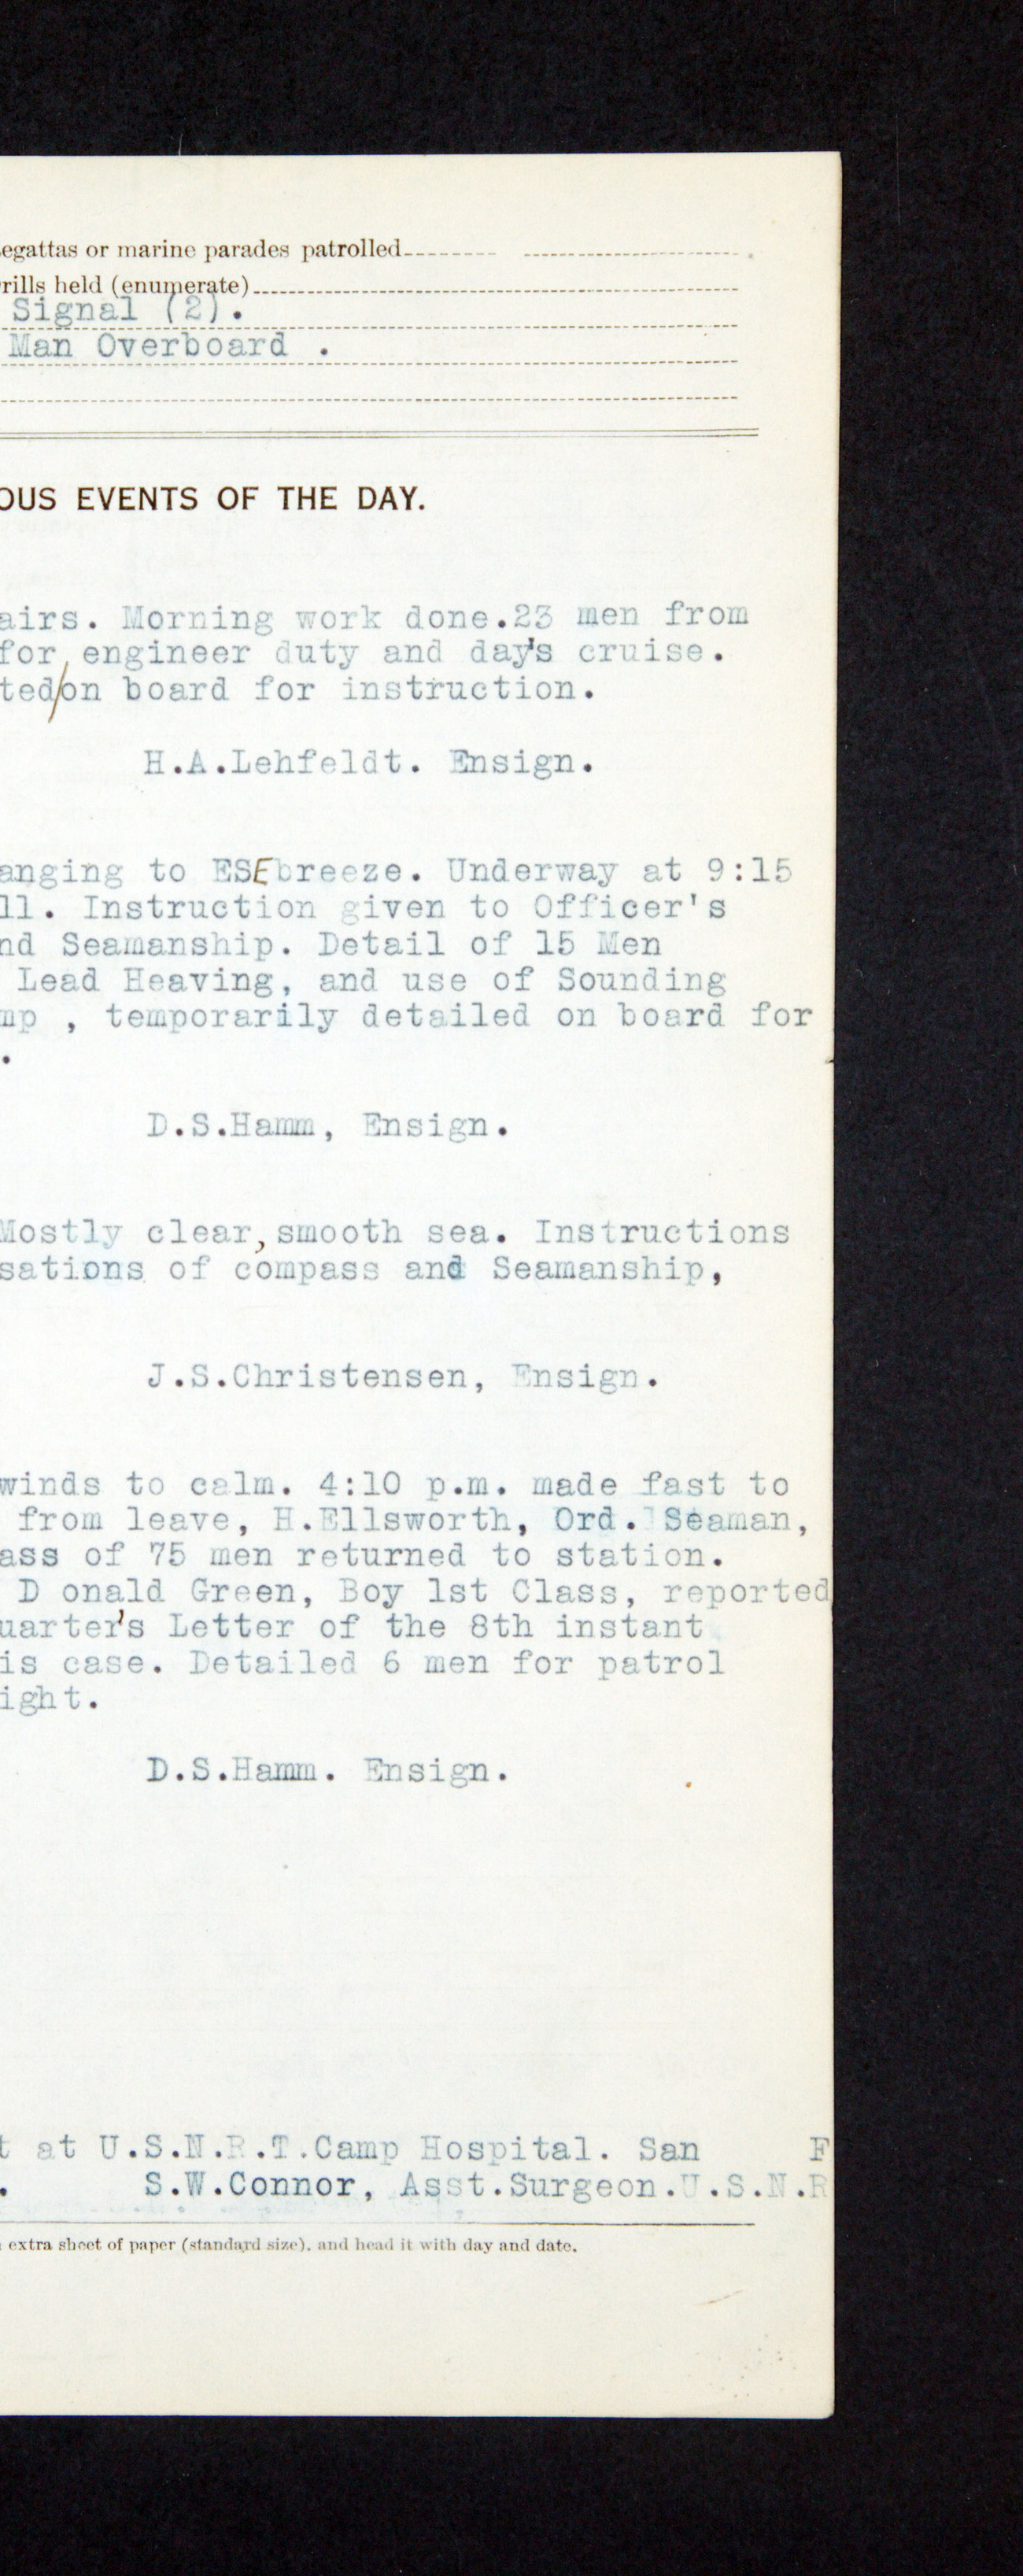 egattas or marine parades patrolled
rills held (enumerate)
Signal (2).
Man Overboard .
OUS EVENTS OF THE DAY.
airs. Morning work done.23 men from
for, engineer duty and day's cruise.
ted/on board for instruction.
H.A.Lehfeldt. Ensign.
anging to ESE breeze. Underway at 9:15
ll. Instruction given to Officer's
nd Seamanship. Detail of 15 Men
Lead Heaving, and use of Sounding
mp , temporarily detailed on board for
.
D.S.Hamm, Ensign.
Mostly clear, smooth sea. Instructions
sations of compass and Seamanship,
J.S.Christensen, Ensign.
winds to calm. 4:10 p.m. made fast to
from leave, H.Ellsworth, Ord. Seaman,
ass of 75 men returned to station.
D onald Green, Boy 1st Class, reported
uarter's Letter of the 8th instant
is case. Detailed 6 men for patrol
ight.
D.S.Hamm. Ensign.
t at U.S.N.R.T.Camp Hospital. San F
. S.W.Connor, Asst.Surgeon.U.S.N.R
extra sheet of paper (standard size), and head it with day and date.